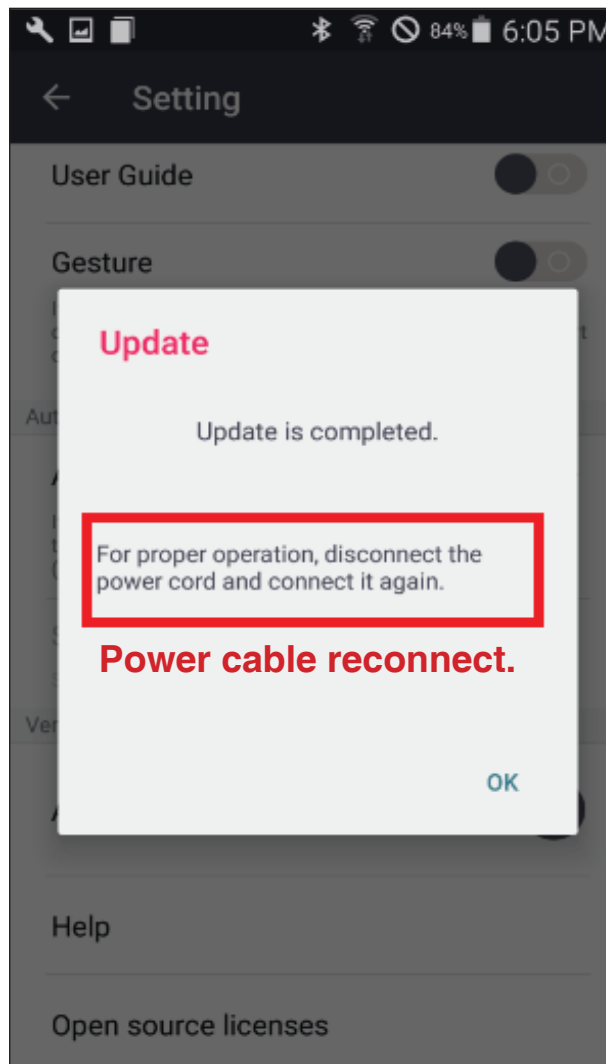 84% 6:05 PM
Setting
User Guide
Gesture
Update
Update is completed.
For proper operation, disconnect the
power cord and connect it again.
Power cable reconnect.
OK
Help
Open source licenses